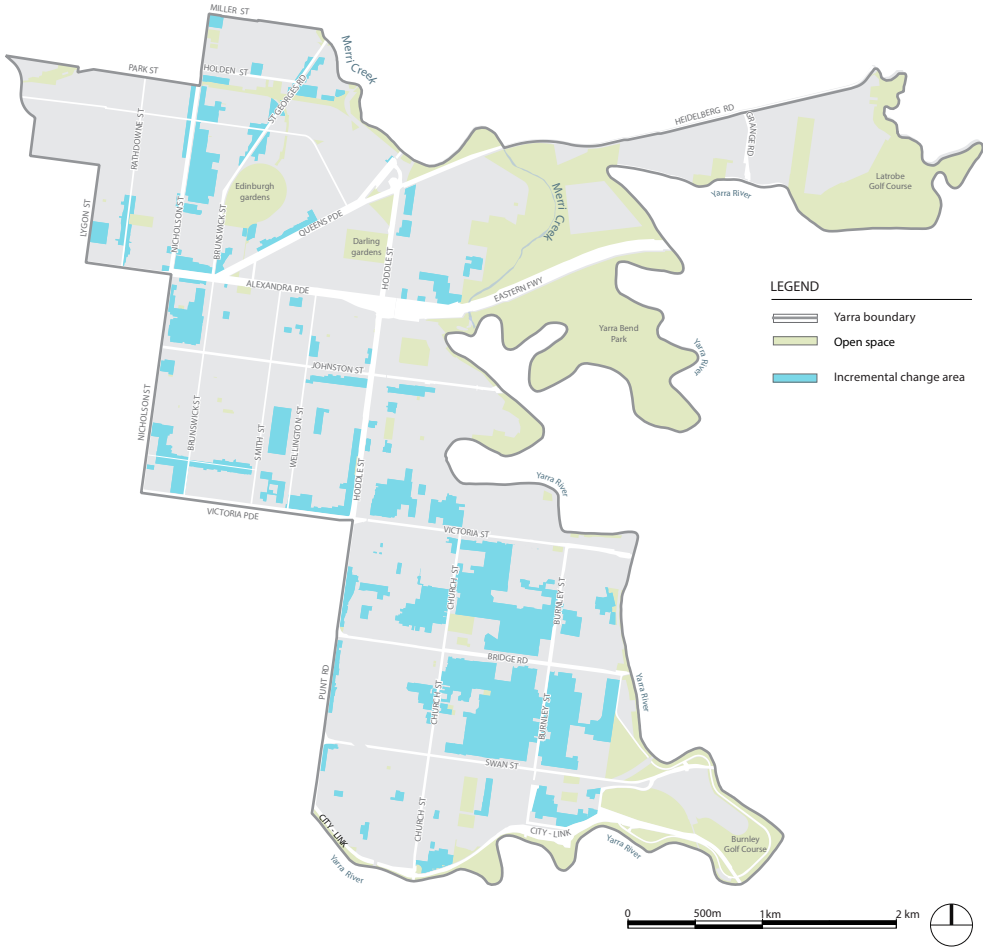 MILLER ST
Merri Creek
PARK ST
HOLDEN ST
ST GEORGES RD
RATHDOWNE ST
HEIDELBERG RD
GRANGE RD
Latrobe
Golf Course
Yarra River
Edinburgh
gardens
Merri Creek
LYGON ST
NICHOLSON ST
BRUNSWICK ST
QUEENS PDE
Darling
gardens
HODDLE ST
ALEXANDRA PDE
EASTERN FWY
LEGEND
Yarra boundary
Open space
Incremental change area
Yarra Bend
Park
Yarra River
JOHNSTON ST
NICHOLSON ST
BRUNSWICK ST
SMITH ST
WELLINGTON ST
HODDLE ST
Yarra River
VICTORIA PDE
VICTORIA ST
CHURCH ST
BURNLEY ST
BRIDGE RD
PUNT RD
CHURCH ST
BURNLEY ST
Yarra River
SWAN ST
CHURCH ST
CITY - LINK
CITY - LINK
Yarra River
Yarra River
Burnley
Golf Course
0 500m 1km 2 km